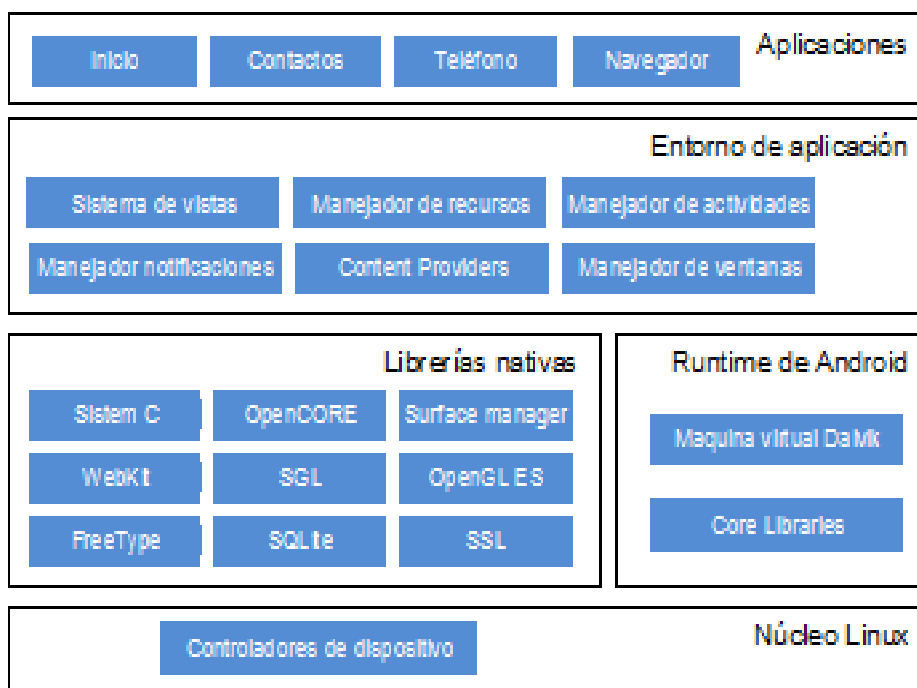 Aplicaciones
Inicio
Contactos
Teléfono
Navegador
Entorno de aplicación
Sistema de vistas
Manejador de recursos
Manejador de actividades
Manejador notificaciones
Content Providers
Manejador de ventanas
Librerías nativas
Sistem C
OpenCORE
Surface manager
WebKit
SGL
OpenGL ES
FreeType
SQLite
SSL
Runtime de Android
Maquina virtual Dalvik
Core Libraries
Núcleo Linux
Controladores de dispositivo